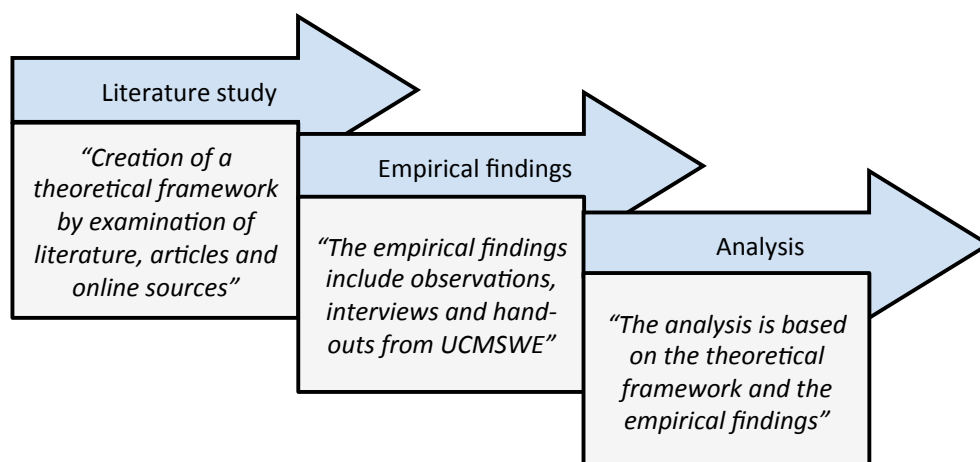 Literature study
“Creation of a
theoretical framework
by examination of
literature, articles and
online sources”
Empirical findings
“The empirical findings
include observations,
interviews and hand-
outs from UCMSWE”
Analysis
“The analysis is based
on the theoretical
framework and the
empirical findings”